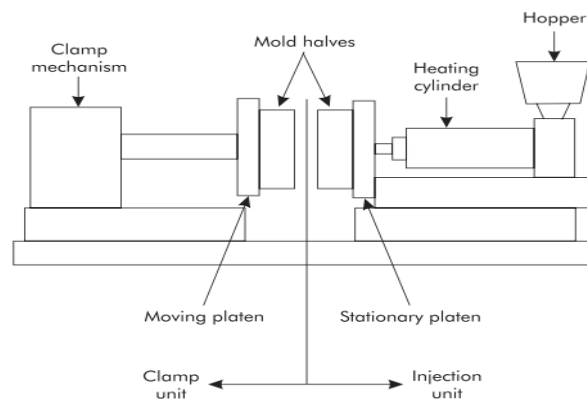 Hopper
Mold halves
Clamp
mechanism
Heating
cylinder
Moving platen
Stationary platen
Clamp
unit
Injection
unit